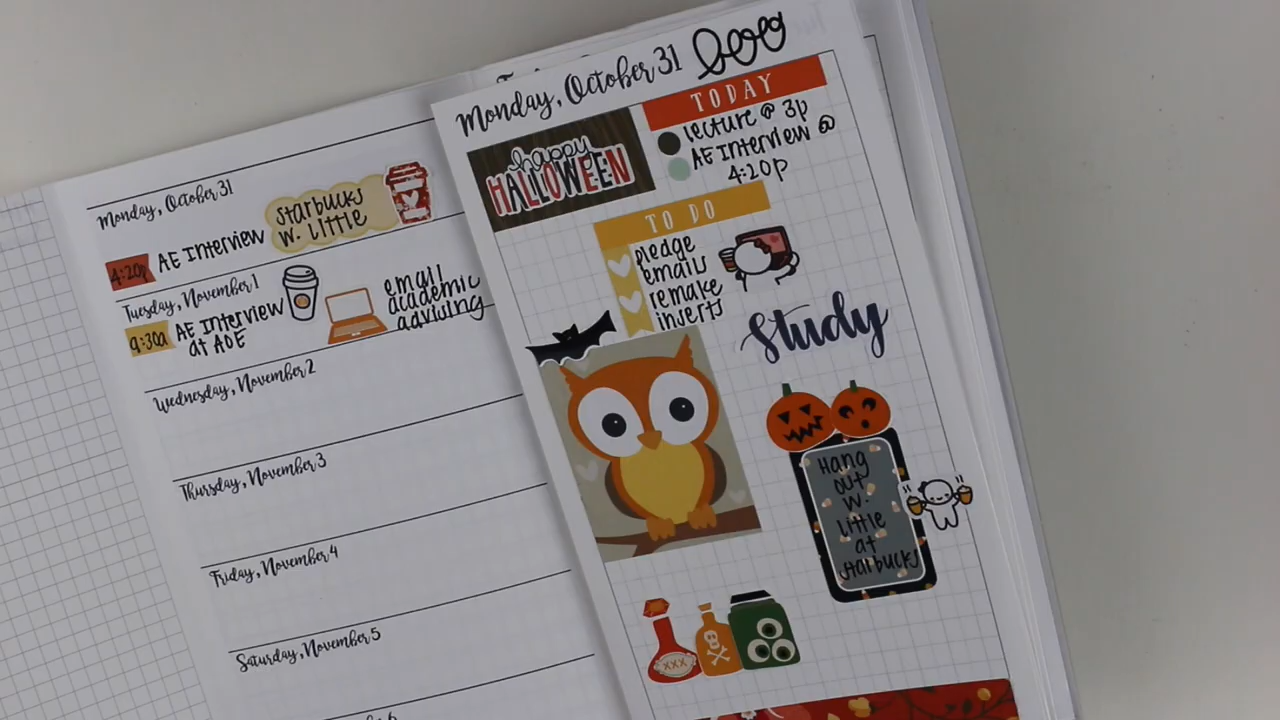 Monday, October 31
Starbucks
w. Little
4:20p
AE Interview
Tuesday, November 1
9:30a
AE Interview
at AOE
email
academic
advising
Wednesday, November 2
Thursday, November 3
Friday, November 4
Saturday, November 5
Monday, October 31
boo
happy
HALLOWEEN
TODAY
lecture @ 3p
AE Interview @
4:20p
TO DO
pledge
emails
remake
inserts
Study
Hang
out
w.
Little
at
Starbucks
XXX